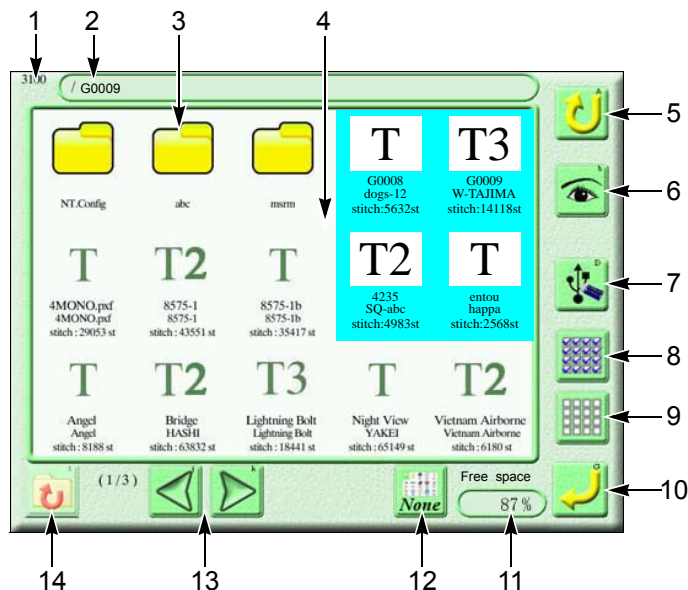 1 2 3 4
3100 / G0009
A
5
NT.Config abc msrm
T T3
G0008 G0009
dogs-12 W-TAJIMA
stitch:5632st stitch:14118st
b
6
T T2 T T2 T
4MONO.pxf 8575-1 8575-1b 4235 entou
4MONO.pxf 8575-1 8575-1b SQ-abc happa
stitch : 29053 st stitch : 43551 st stitch : 35417 st stitch:4983st stitch:2568st
D
7
8
9
T T2 T3 T T2
Angel Bridge Lightning Bolt Night View Vietnam Airborne
Angel HASHI Lightning Bolt YAKEI Vietnam Airborne
stitch : 8188 st stitch : 63832 st stitch : 18441 st stitch : 65149 st stitch : 6180 st
(1/3) k None Free space G
87%
10
14 13 12 11